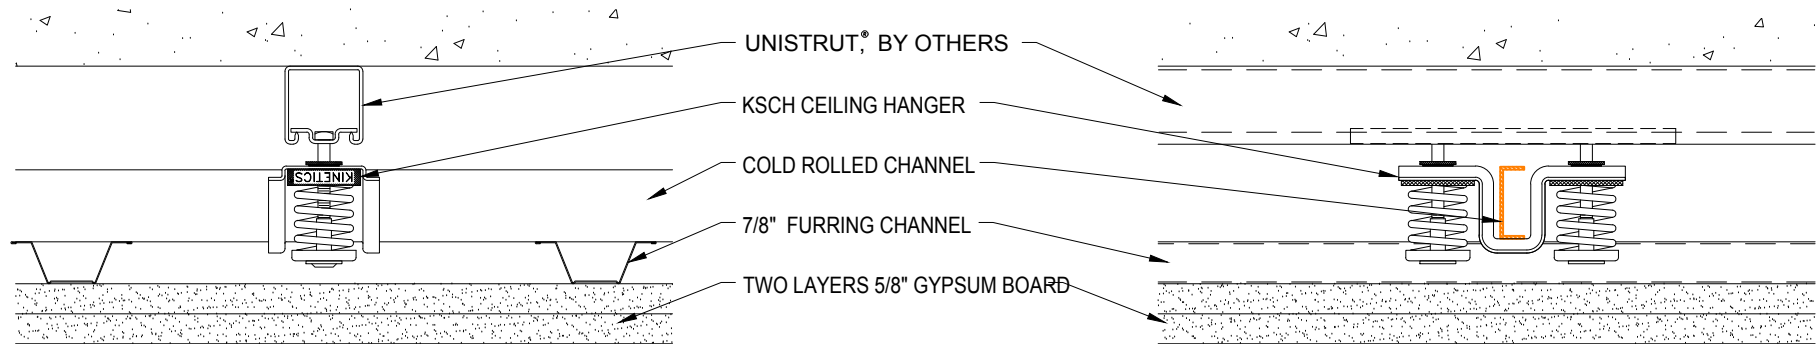 UNISTRUT,® BY OTHERS
KSCH CEILING HANGER
COLD ROLLED CHANNEL
7/8" FURRING CHANNEL
TWO LAYERS 5/8" GYPSUM BOARD
KINETICS